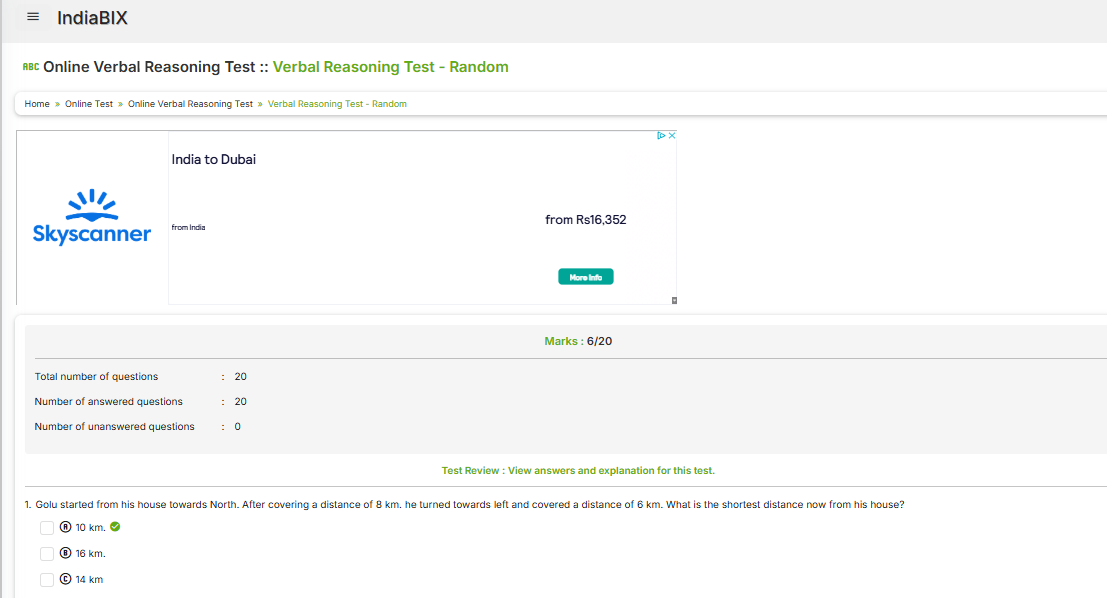 IndiaBIX
ABC Online Verbal Reasoning Test :: Verbal Reasoning Test - Random
Home » Online Test » Online Verbal Reasoning Test » Verbal Reasoning Test - Random
India to Dubai
Skyscanner
from India
from Rs16,352
More info
Marks : 6/20
Total number of questions : 20
Number of answered questions : 20
Number of unanswered questions : 0
Test Review : View answers and explanation for this test.
1. Golu started from his house towards North. After covering a distance of 8 km. he turned towards left and covered a distance of 6 km. What is the shortest distance now from his house?
A 10 km.
B 16 km.
C 14 km